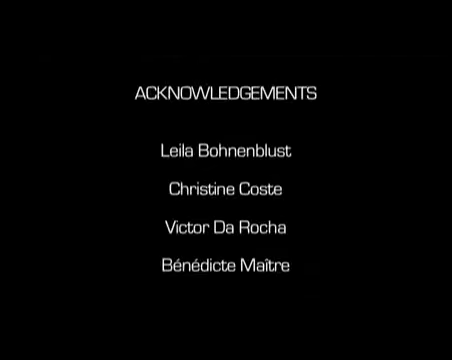 ACKNOWLEDGEMENTS
Leila Bohnenblust
Christine Coste
Victor Da Rocha
Bénédicte Maître